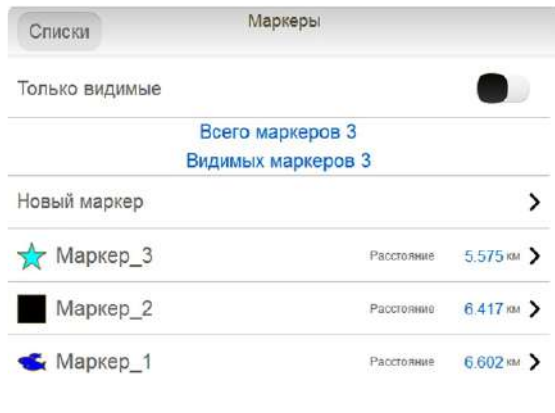 Маркеры
Списки
Только видимые
Всего маркеров 3
Видимых маркеров 3
Новый маркер
Маркер_3 Расстояние 5.575 км
Маркер_2 Расстояние 6.417 км
Маркер_1 Расстояние 6.602 км